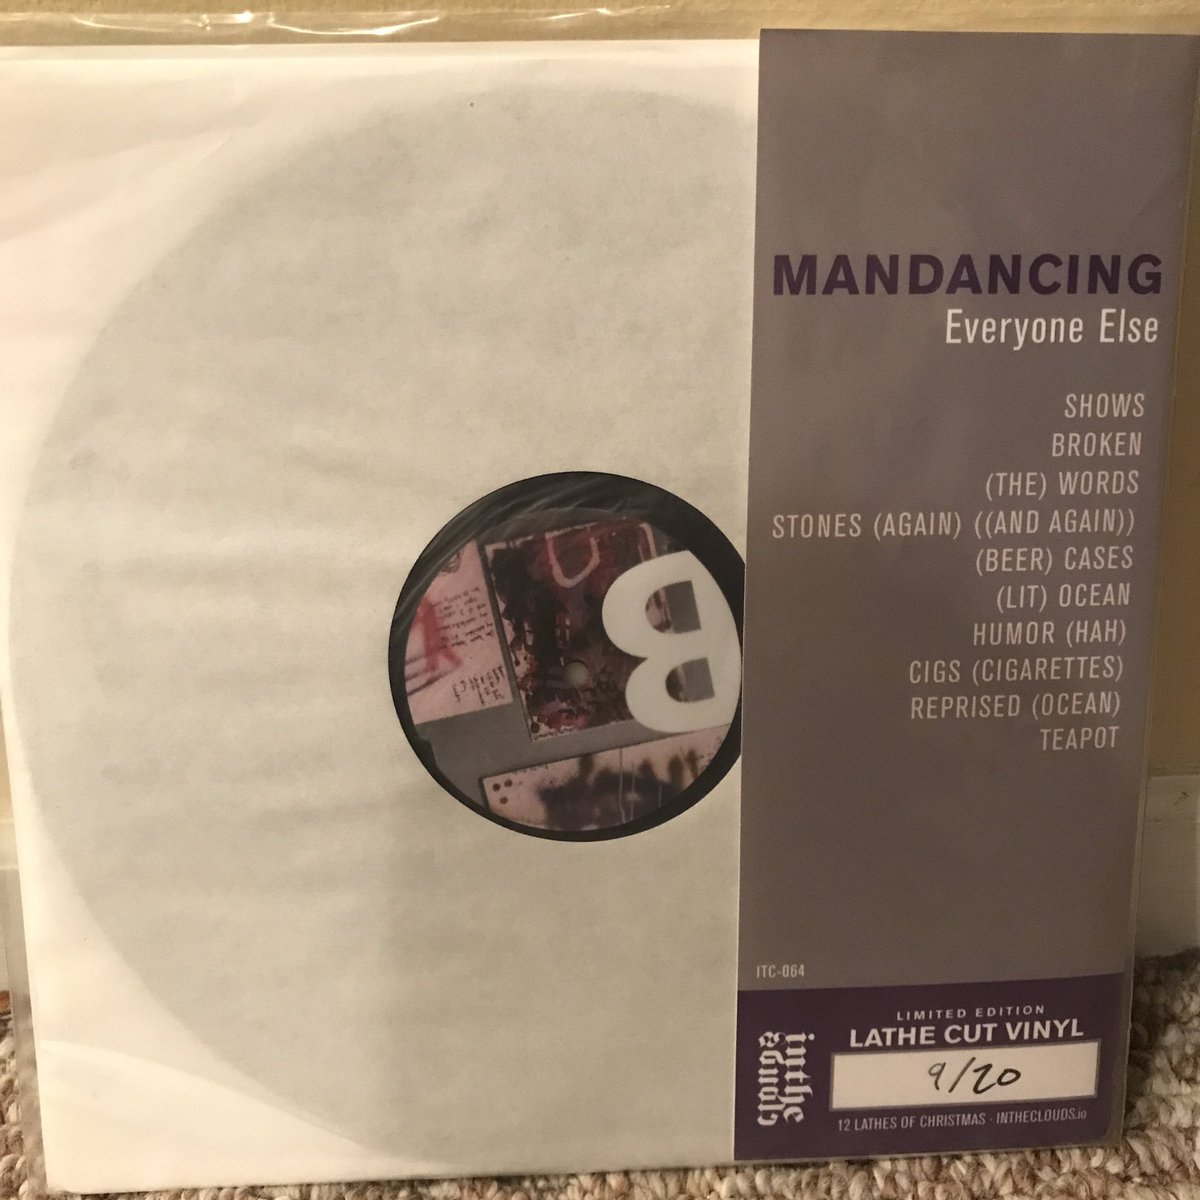 MANDANCING
Everyone Else
SHOWS
BROKEN
(THE) WORDS
STONES (AGAIN) ((AND AGAIN))
(BEER) CASES
(LIT) OCEAN
HUMOR (HAH)
CIGS (CIGARETTES)
REPRISED (OCEAN)
TEAPOT
B
ITC-064
inthe
clouds
LIMITED EDITION
LATHE CUT VINYL
9/20
12 LATHES OF CHRISTMAS - INTHECLOUDS.io